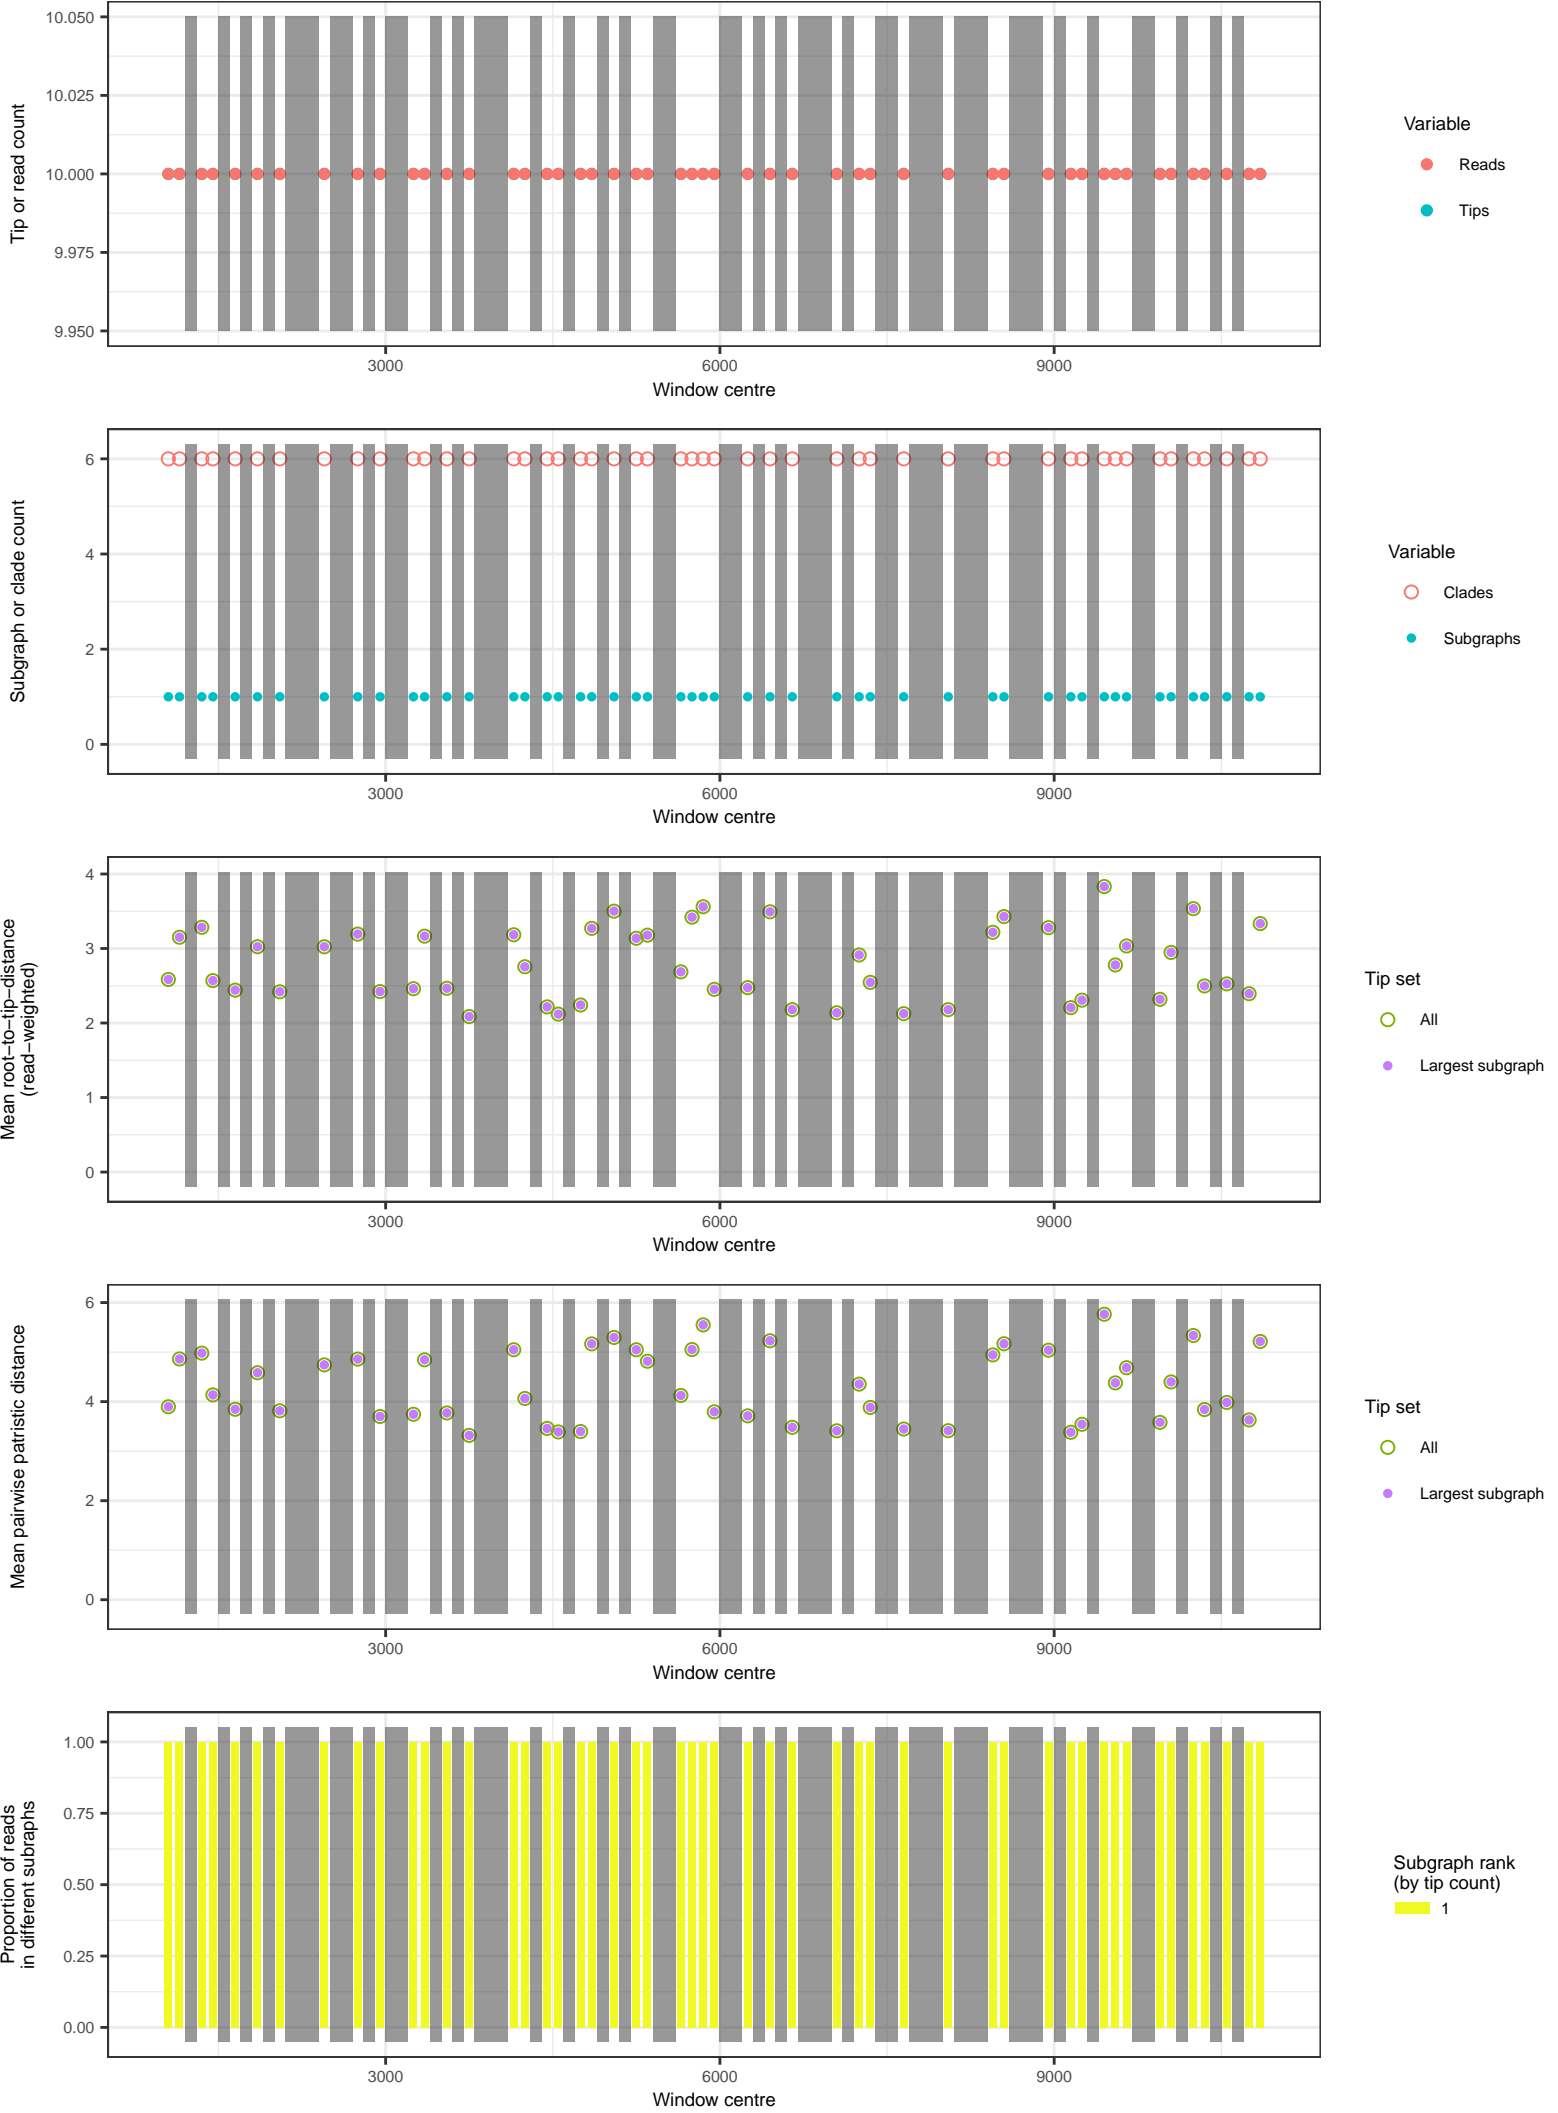 Tip or read count
10.050
10.025
10.000
9.975
9.950
3000
6000
9000
Window centre
Variable
Reads
Tips
Subgraph or clade count
6
4
2
0
3000
6000
9000
Window centre
Variable
Clades
Subgraphs
Mean root−to−tip−distance
(read−weighted)
4
3
2
1
0
3000
6000
9000
Window centre
Tip set
All
Largest subgraph
Mean pairwise patristic distance
6
4
2
0
3000
6000
9000
Window centre
Tip set
All
Largest subgraph
Proportion of reads
in different subraphs
1.00
0.75
0.50
0.25
0.00
3000
6000
9000
Window centre
Subgraph rank
(by tip count)
1